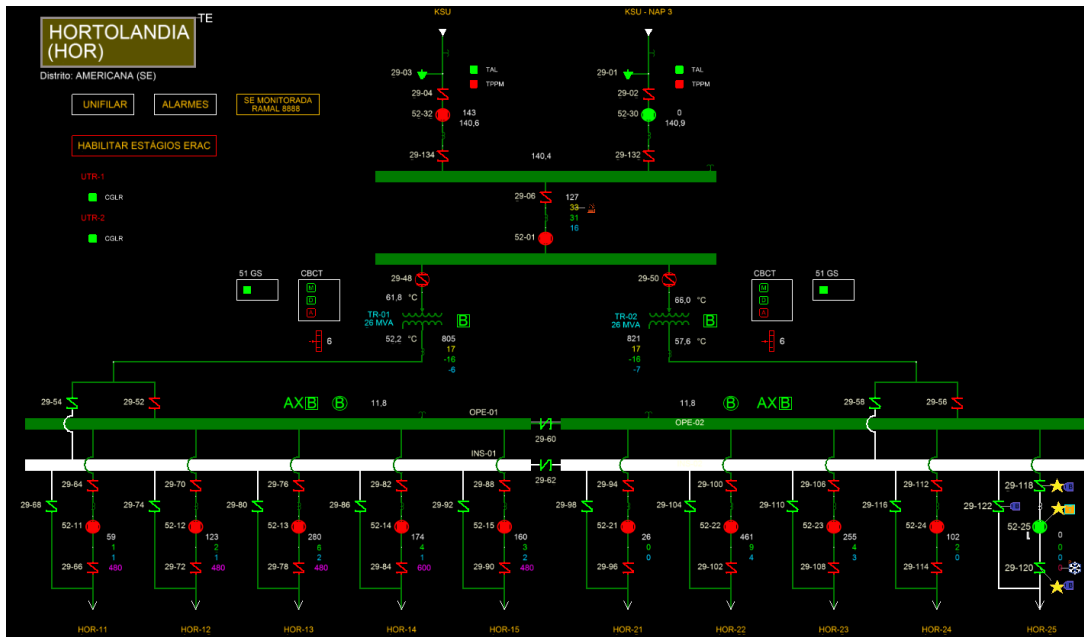 KSU
KSU - NAP 3
HORTOLANDIA
(HOR)
TE
Distrito: AMERICANA (SE)
UNIFILAR
ALARMES
SE MONITORADA
RAMAL 8888
HABILITAR ESTÁGIOS ERAC
UTR-1
CGLR
UTR-2
CGLR
29-03
TAL
TPPM
29-04
52-32
143
140,6
29-134
29-01
TAL
TPPM
29-02
52-30
0
140,9
29-132
140,4
29-06
127
33
31
16
52-01
51 GS
CBCT
M
D
A
6
29-48
61,8 °C
TR-01
26 MVA
B
52,2 °C
805
17
-16
-6
29-50
66,0 °C
TR-02
26 MVA
B
57,6 °C
821
17
-16
-7
CBCT
M
D
A
6
51 GS
29-54
29-52
AX B
B
11,8
OPE-01
29-60
11,8
B
AX B
OPE-02
29-58
29-56
INS-01
29-62
29-64 29-70 29-76 29-82 29-88 29-94 29-100 29-106 29-112 29-118
29-68 29-74 29-80 29-86 29-92 29-104 29-110 29-116 29-122
52-11 52-12 52-13 52-14 52-15 52-21 52-22 52-23 52-24 52-25
59 123 280 174 160 26 461 255 102 0
1 2 6 4 3 0 9 4 2 0
1 1 2 1 2 0 4 3 0 0
480 480 480 600 480 0
29-66 29-72 29-78 29-84 29-90 29-96 29-102 29-108 29-114 29-120
HOR-11 HOR-12 HOR-13 HOR-14 HOR-15 HOR-21 HOR-22 HOR-23 HOR-24 HOR-25